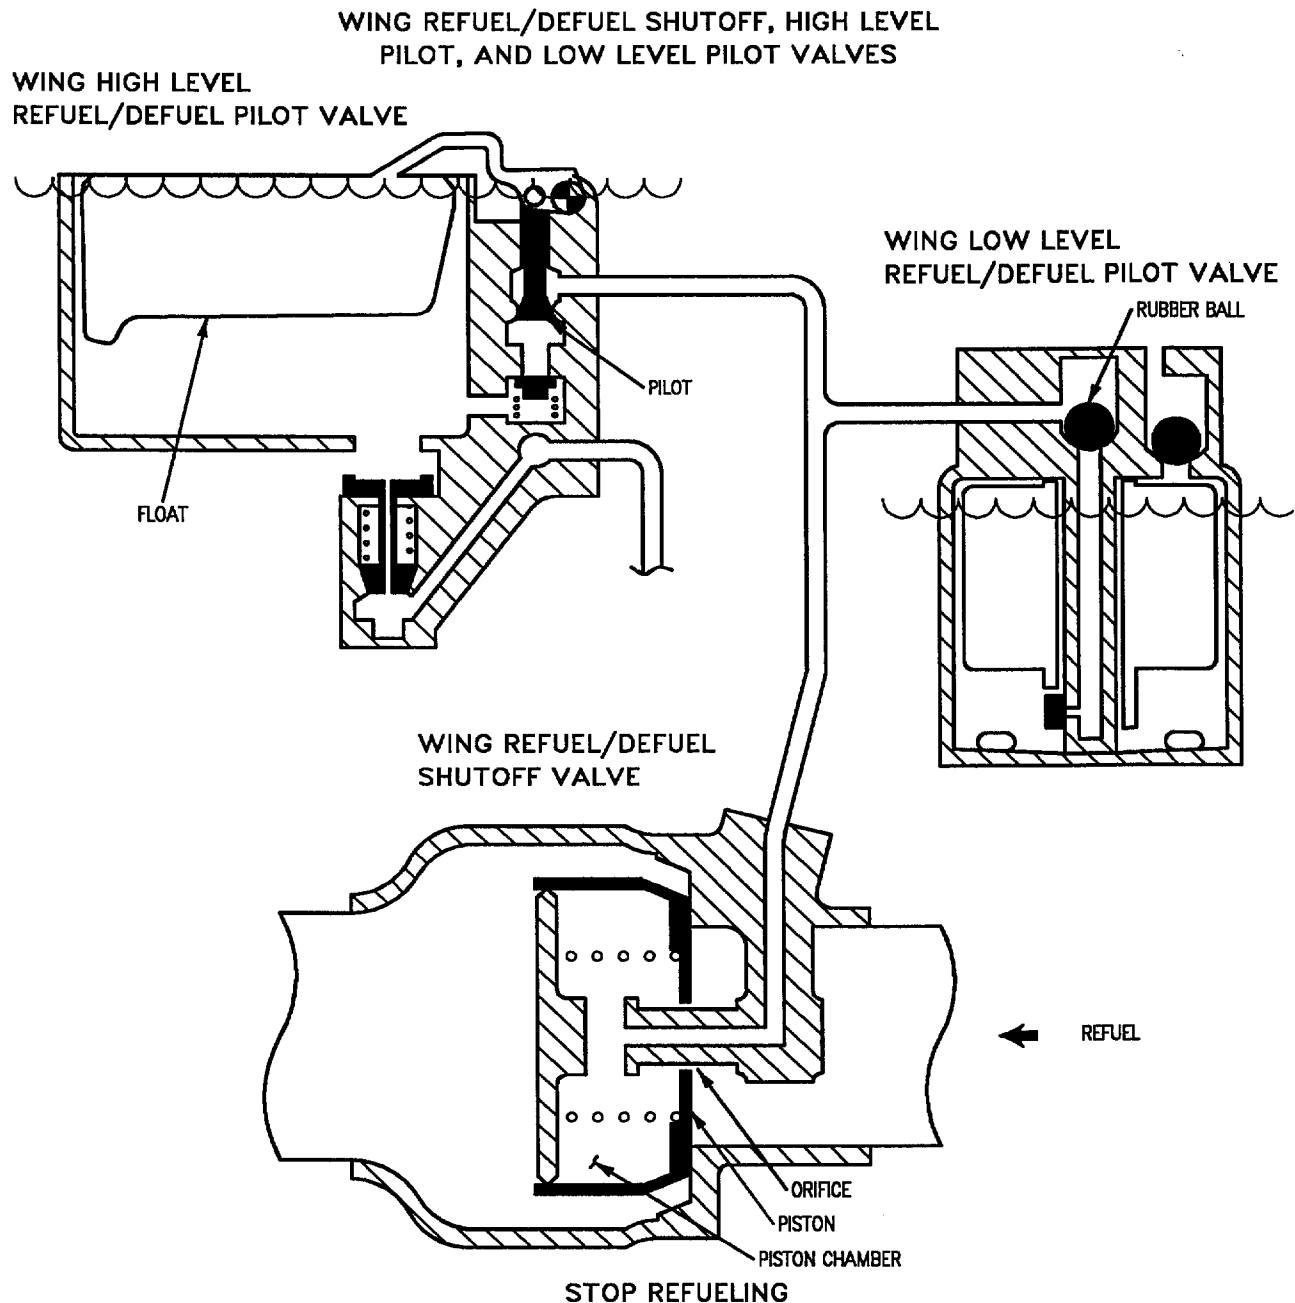 WING REFUEL/DEFUEL SHUTOFF, HIGH LEVEL
PILOT, AND LOW LEVEL PILOT VALVES
WING HIGH LEVEL
REFUEL/DEFUEL PILOT VALVE
WING LOW LEVEL
REFUEL/DEFUEL PILOT VALVE
RUBBER BALL
PILOT
FLOAT
WING REFUEL/DEFUEL
SHUTOFF VALVE
REFUEL
ORIFICE
PISTON
PISTON CHAMBER
STOP REFUELING